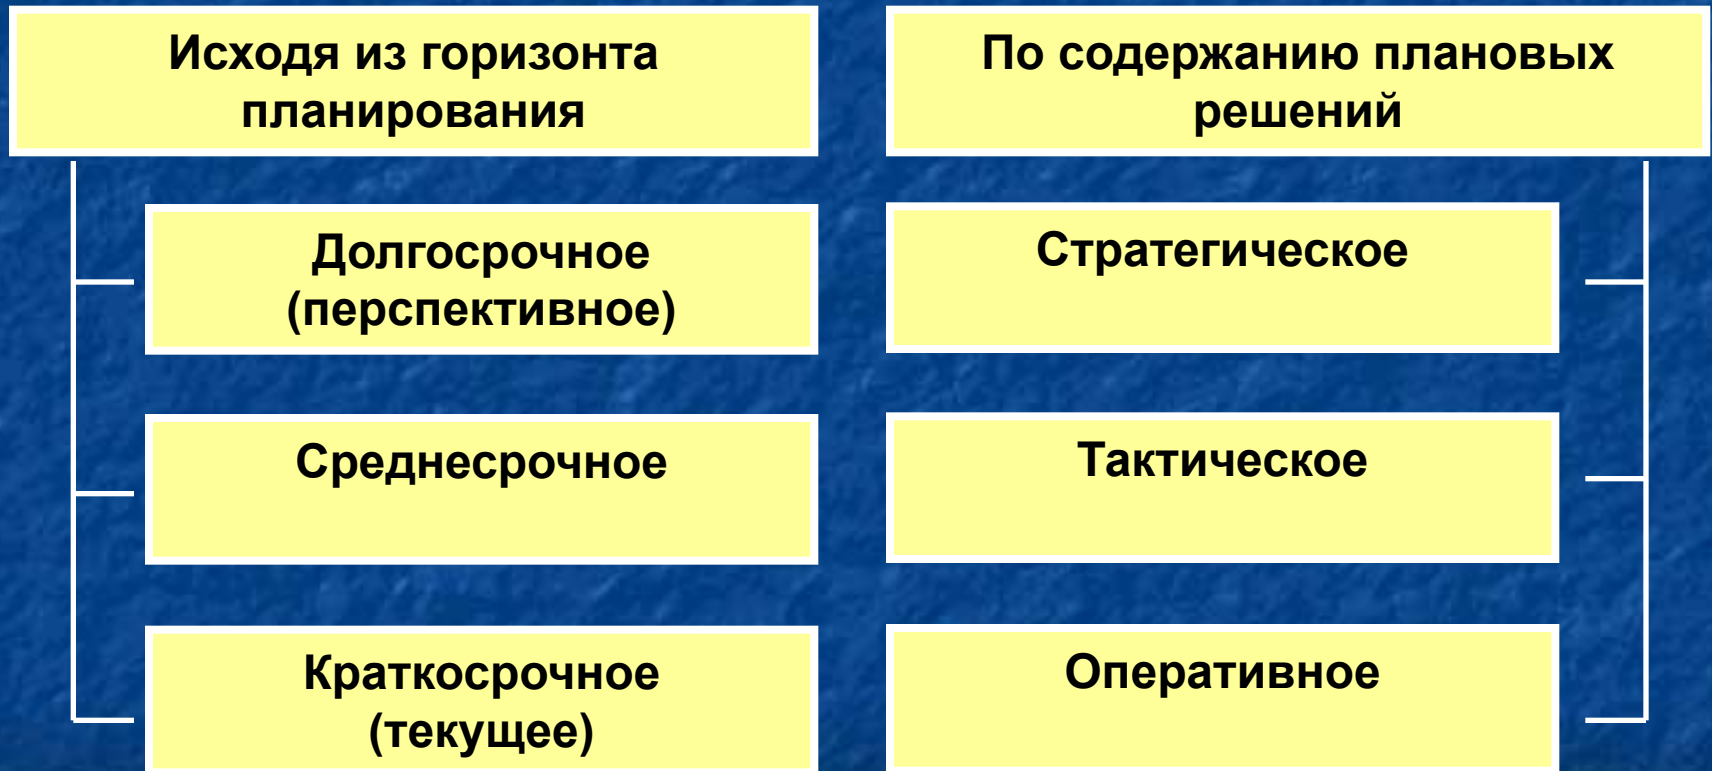 Исходя из горизонта
планирования
Долгосрочное
(перспективное)
Среднесрочное
Краткосрочное
(текущее)
По содержанию плановых
решений
Стратегическое
Тактическое
Оперативное